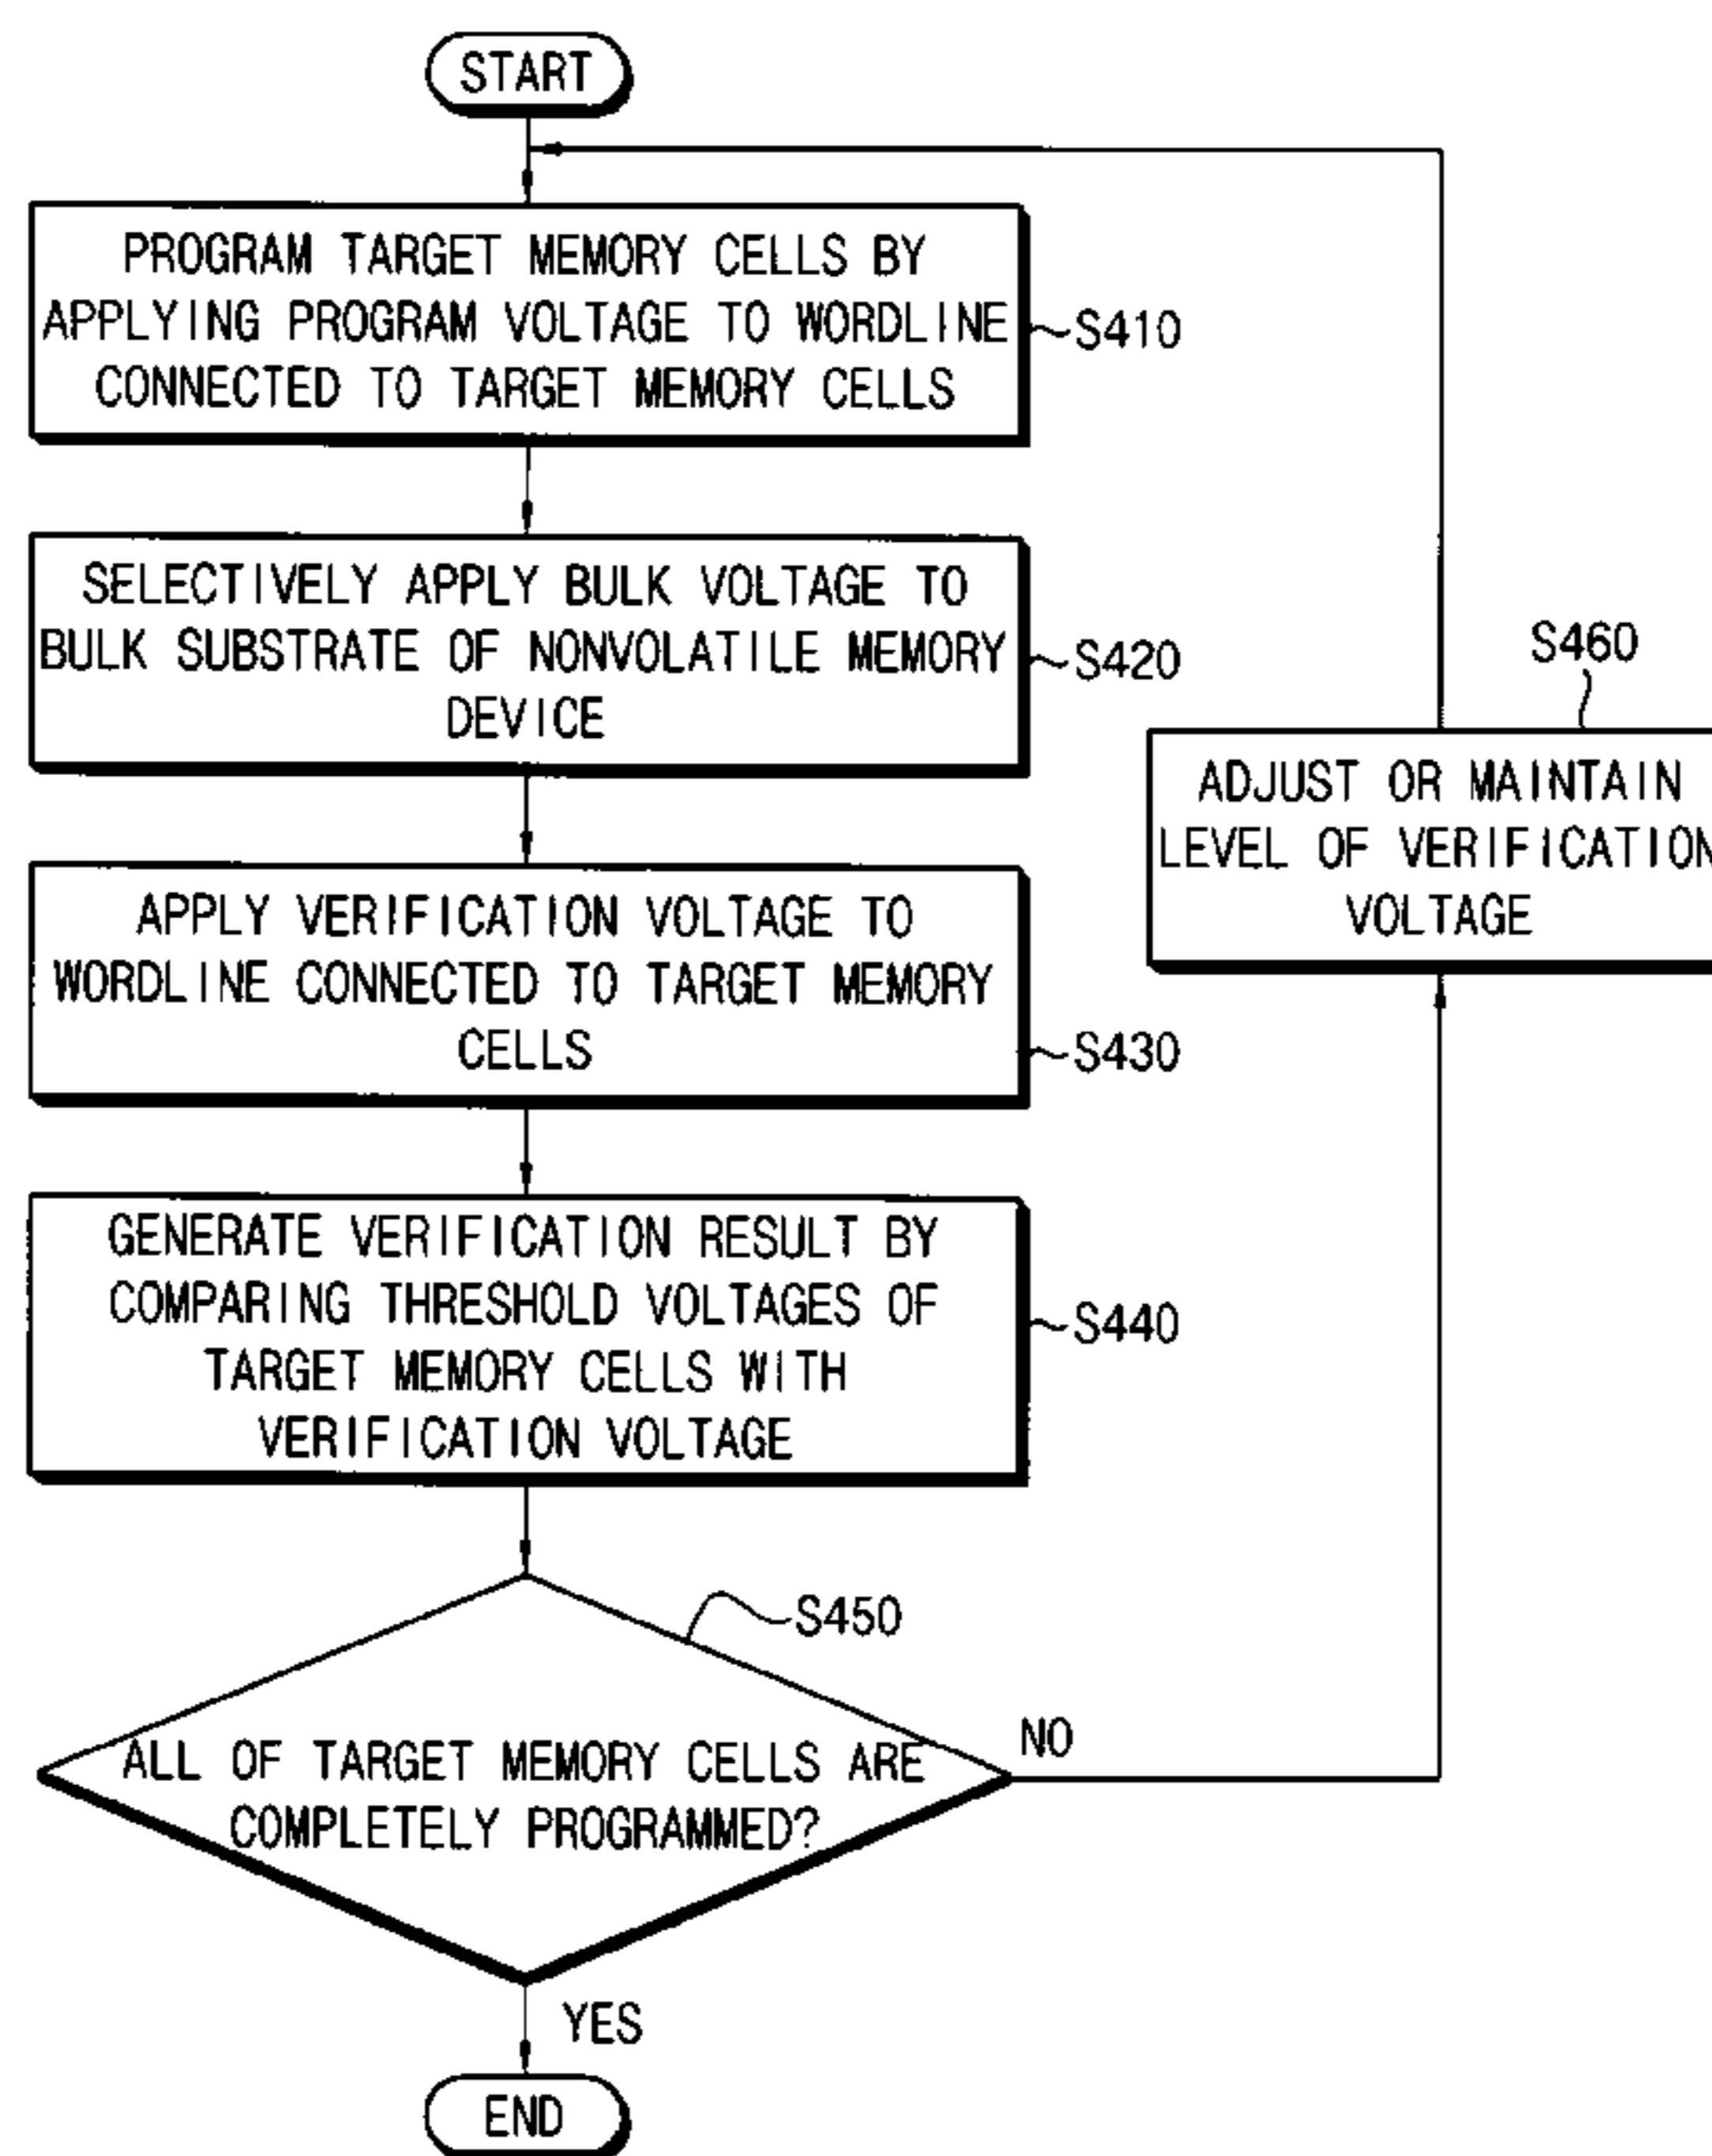 START
PROGRAM TARGET MEMORY CELLS BY
APPLYING PROGRAM VOLTAGE TO WORDLINE
CONNECTED TO TARGET MEMORY CELLS
S410
SELECTIVELY APPLY BULK VOLTAGE TO
BULK SUBSTRATE OF NONVOLATILE MEMORY
DEVICE
S420
APPLY VERIFICATION VOLTAGE TO
WORDLINE CONNECTED TO TARGET MEMORY
CELLS
S430
GENERATE VERIFICATION RESULT BY
COMPARING THRESHOLD VOLTAGES OF
TARGET MEMORY CELLS WITH
VERIFICATION VOLTAGE
S440
S450
ALL OF TARGET MEMORY CELLS ARE
COMPLETELY PROGRAMMED?
NO
YES
END
S460
ADJUST OR MAINTAIN
LEVEL OF VERIFICATION
VOLTAGE